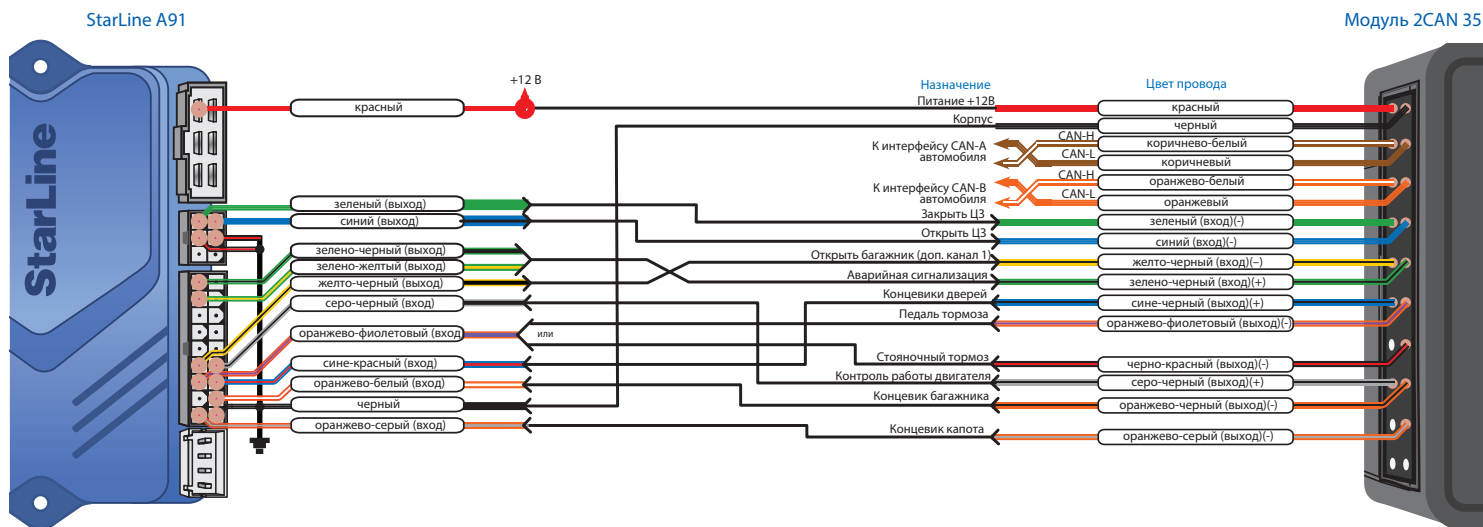 StarLine A91
Модуль 2CAN 35
StarLine
+12 В
красный
зеленый (выход)
синий (выход)
зелено-черный (выход)
зелено-желтый (выход)
желто-черный (выход)
серо-черный (вход)
оранжево-фиолетовый (вход)
или
сине-красный (вход)
оранжево-белый (вход)
черный
оранжево-серый (вход)
Назначение
Цвет провода
Питание +12В
красный
Корпус
черный
К интерфейсу CAN-A
автомобиля
CAN-H
коричнево-белый
CAN-L
коричневый
К интерфейсу CAN-B
автомобиля
CAN-H
оранжево-белый
CAN-L
оранжевый
Закрыть ЦЗ
зеленый (вход)(-)
Открыть ЦЗ
синий (вход)(-)
Открыть багажник (доп. канал 1)
желто-черный (вход)(–)
Аварийная сигнализация
зелено-черный (вход)(+)
Концевики дверей
сине-черный (выход)(+)
Педаль тормоза
оранжево-фиолетовый (выход)(-)
Стояночный тормоз
черно-красный (выход)(-)
Контроль работы двигателя
серо-черный (выход)(+)
Концевик багажника
оранжево-черный (выход)(-)
Концевик капота
оранжево-серый (выход)(-)